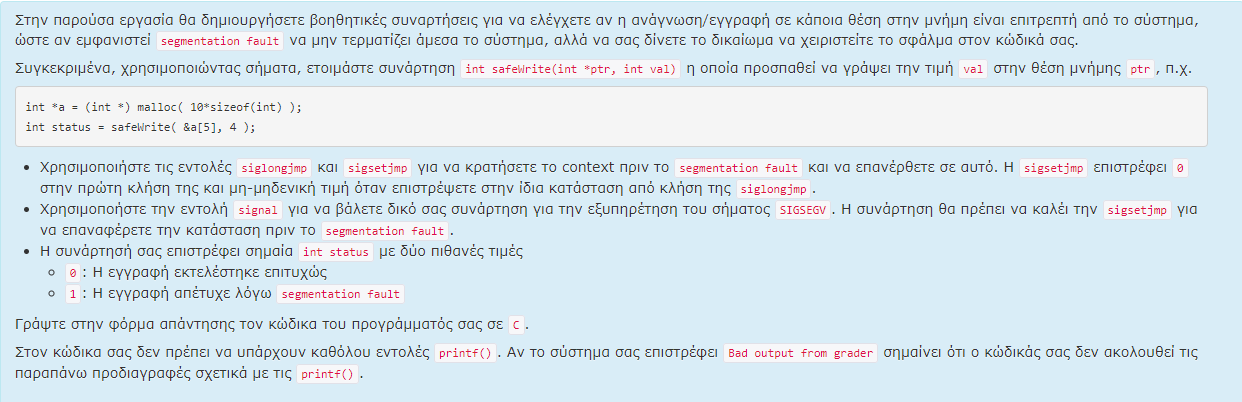 Στην παρούσα εργασία θα δημιουργήσετε βοηθητικές συναρτήσεις για να ελέγχετε αν η ανάγνωση/εγγραφή σε κάποια θέση στην μνήμη είναι επιτρεπτή από το σύστημα,
ώστε αν εμφανιστεί segmentation fault να μην τερματίζει άμεσα το σύστημα, αλλά να σας δίνετε το δικαίωμα να χειριστείτε το σφάλμα στον κώδικά σας.
Συγκεκριμένα, χρησιμοποιώντας σήματα, ετοιμάστε συνάρτηση int safeWrite(int *ptr, int val) η οποία προσπαθεί να γράψει την τιμή val στην θέση μνήμης ptr , π.χ.
int *a = (int *) malloc( 10*sizeof(int) );
int status = safeWrite( &a[5], 4 );
• Χρησιμοποιήστε τις εντολές siglongjmp και sigsetjmp για να κρατήσετε το context πριν το segmentation fault και να επανέρθετε σε αυτό. Η sigsetjmp επιστρέφει 0
στην πρώτη κλήση της και μη-μηδενική τιμή όταν επιστρέψετε στην ίδια κατάσταση από κλήση της siglongjmp .
• Χρησιμοποήστε την εντολή signal για να βάλετε δικό σας συνάρτηση για την εξυπηρέτηση του σήματος SIGSEGV . Η συνάρτηση θα πρέπει να καλέι την sigsetjmp για
να επαναφέρετε την κατάσταση πριν το segmentation fault .
• Η συνάρτησή σας επιστρέφει σημαία int status με δύο πιθανές τιμές
◦ 0 : Η εγγραφή εκτελέστηκε επιτυχώς
◦ 1 : Η εγγραφή απέτυχε λόγω segmentation fault
Γράψτε στην φόρμα απάντησης τον κώδικα του προγράμματός σας σε C .
Στον κώδικα σας δεν πρέπει να υπάρχουν καθόλου εντολές printf() . Αν το σύστημα σας επιστρέφει Bad output from grader σημαίνει ότι ο κώδικάς σας δεν ακολουθεί τις
παραπάνω προδιαγραφές σχετικά με τις printf() .